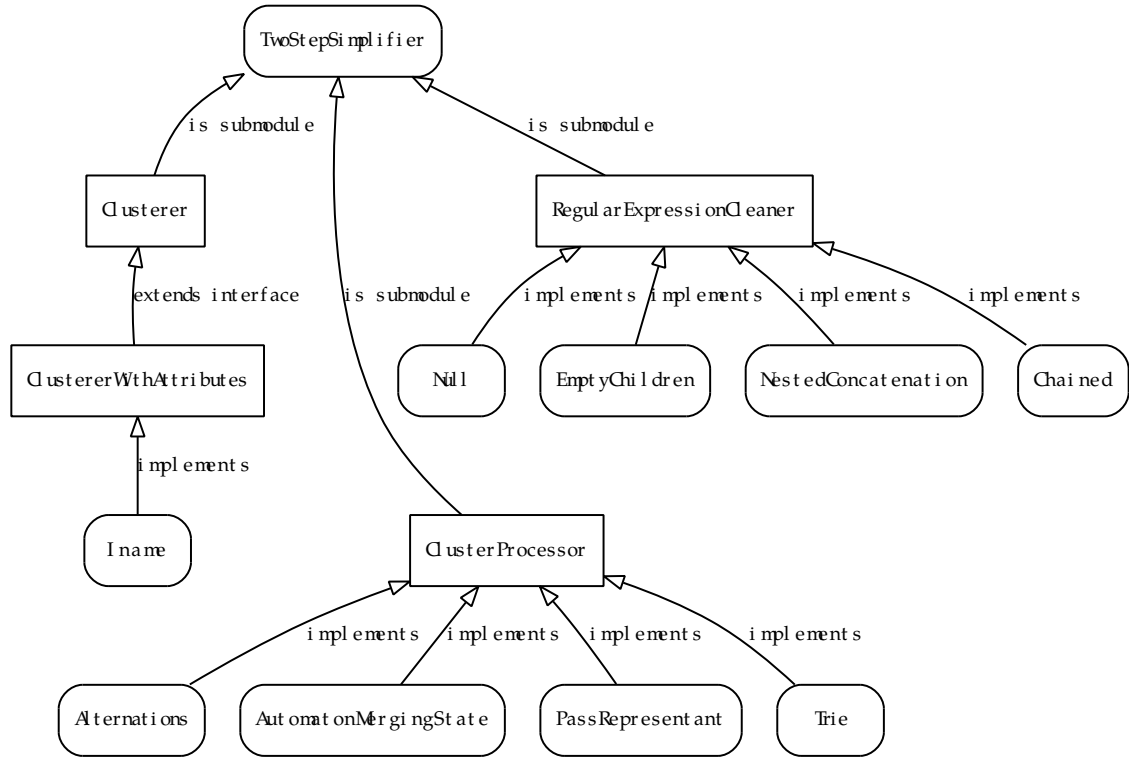 TwoStepSimplifier
is submodule
is submodule
Clusterer
RegularExpressionCleaner
extends interface
is submodule
implements
implements
implements
implements
ClustererWithAttributes
Null
EmptyChildren
NestedConcatenation
Chained
implements
Iname
ClusterProcessor
implements
implements
implements
implements
Alternations
AutomatonMergingState
PassRepresentant
Trie